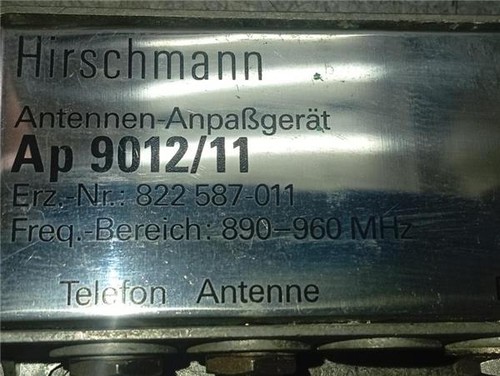 Hirschmann
Antennen-Anpaßgerät
Ap 9012/11
Erz.-Nr.: 822 587-011
Freq.-Bereich: 890–960 MHz
Telefon Antenne